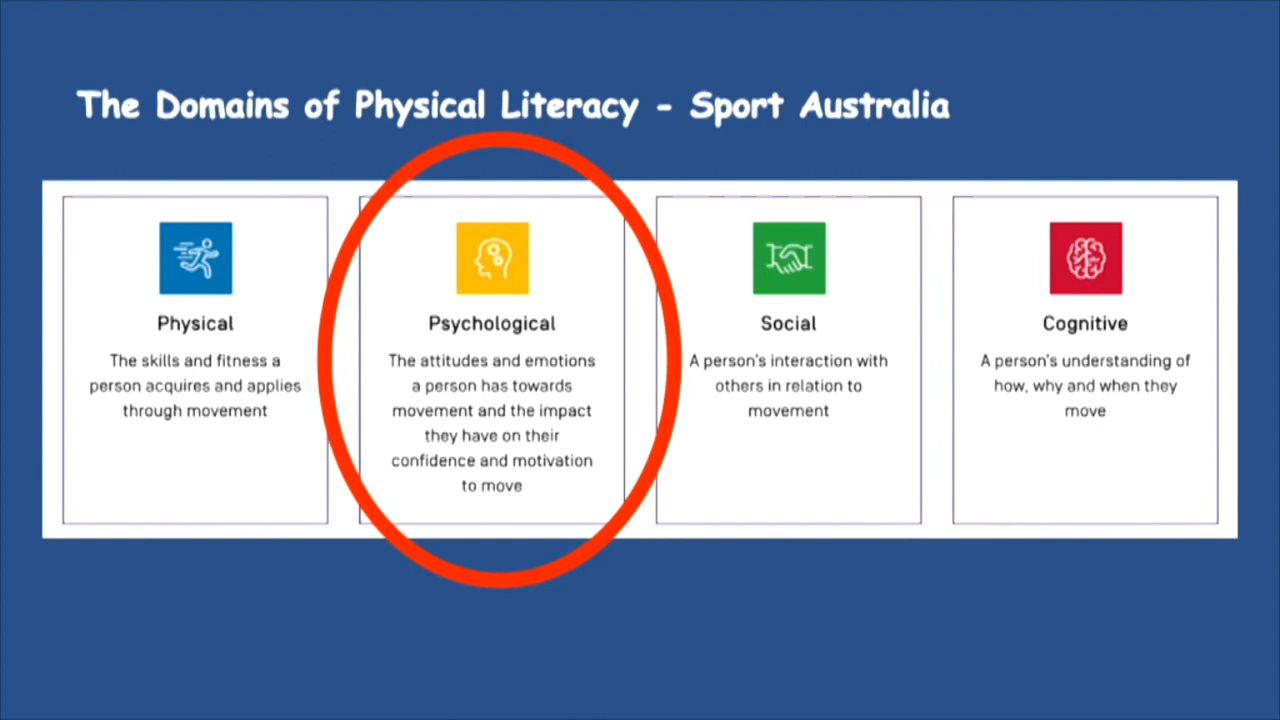 The Domains of Physical Literacy - Sport Australia
Physical
The skills and fitness a
person acquires and applies
through movement
Psychological
The attitudes and emotions
a person has towards
movement and the impact
they have on their
confidence and motivation
to move
Social
A person's interaction with
others in relation to
movement
Cognitive
A person's understanding of
how, why and when they
move